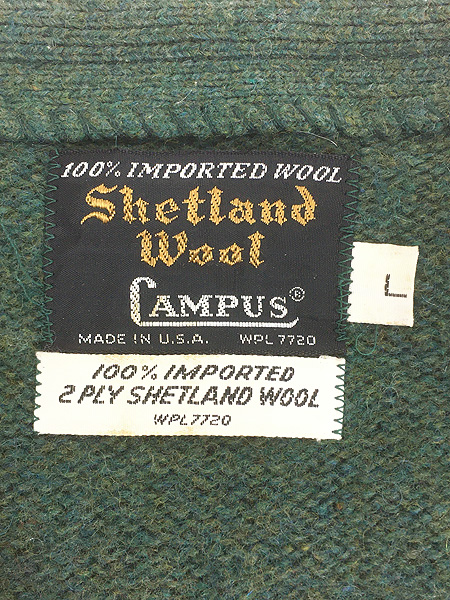 100% IMPORTED WOOL
Shetland
Wool
CAMPUS®
MADE IN U.S.A. WPL 7720
L
100% IMPORTED
2 PLY SHETLAND WOOL
WPL7720